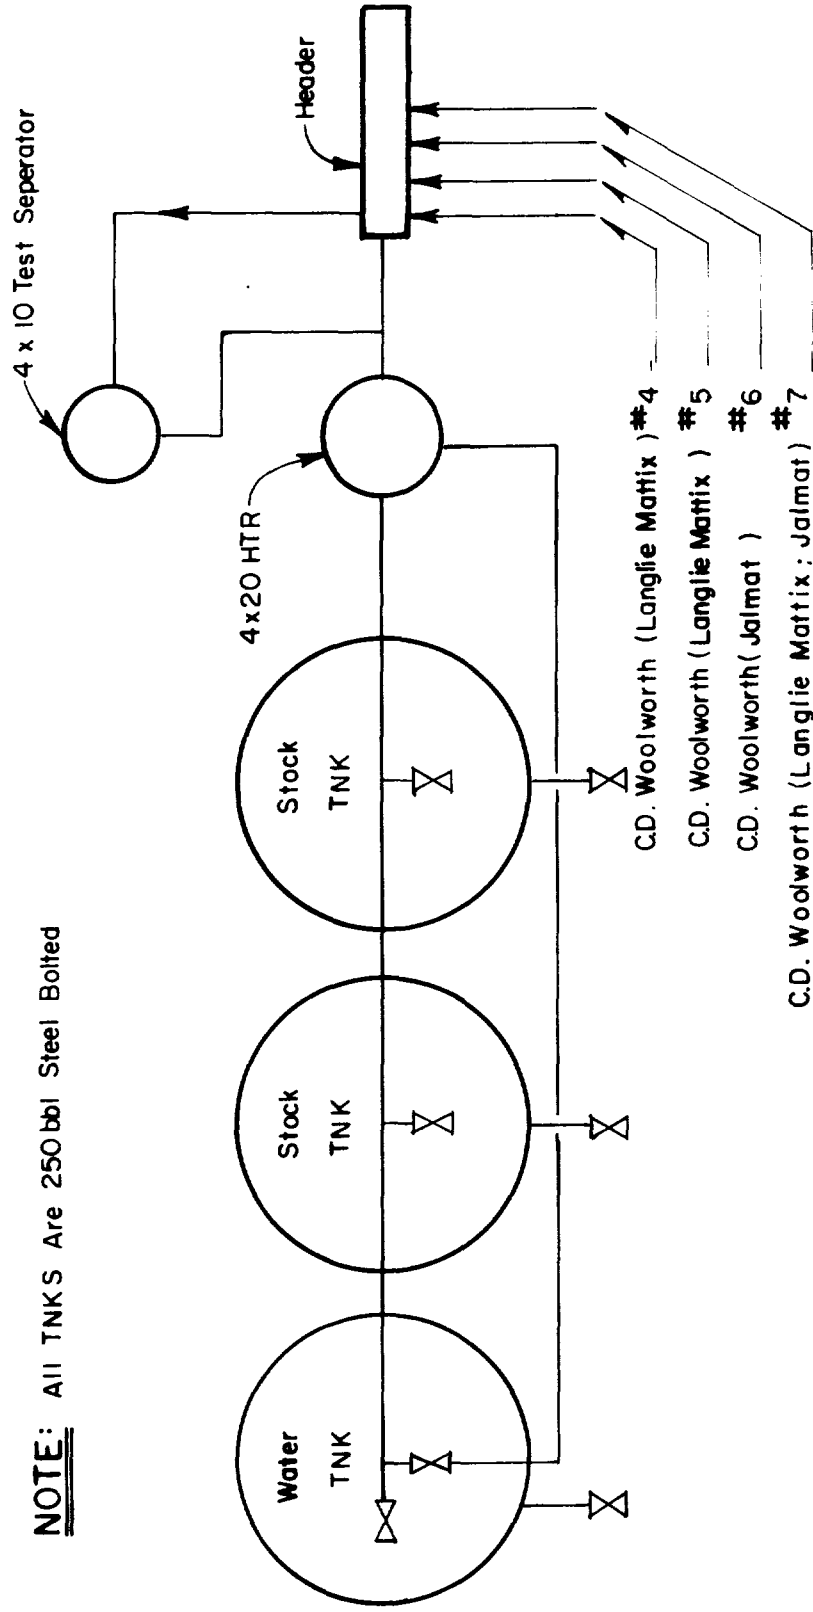 NOTE: All TNKS Are 250 bbl Steel Bolted
4 x 10 Test Seperator
Header
4x20 HTR
Water
TNK
Stock
TNK
Stock
TNK
C.D. Woolworth (Langlie Mattix) #4
C.D. Woolworth (Langlie Mattix) #5
C.D. Woolworth (Jalmat) #6
C.D. Woolworth (Langlie Mattix; Jalmat) #7